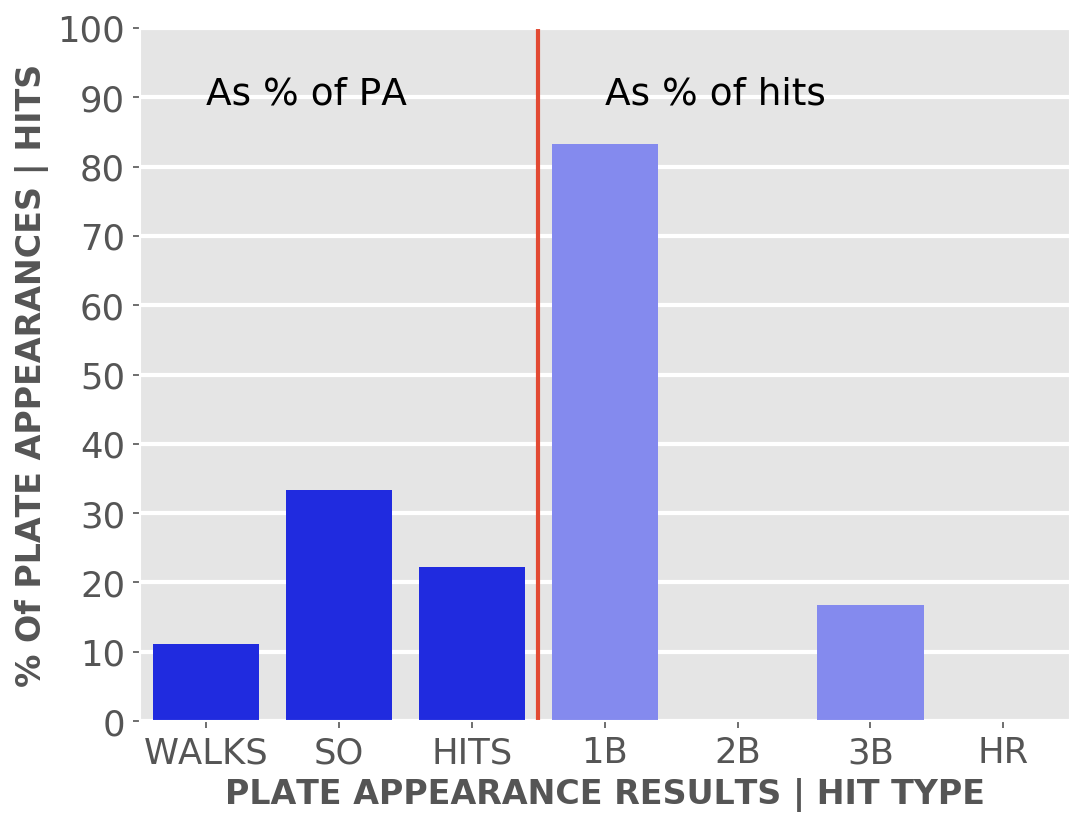 % Of PLATE APPEARANCES | HITS
100
90
80
70
60
50
40
30
20
10
0
As % of PA
As % of hits
WALKS SO HITS 1B 2B 3B HR
PLATE APPEARANCE RESULTS | HIT TYPE